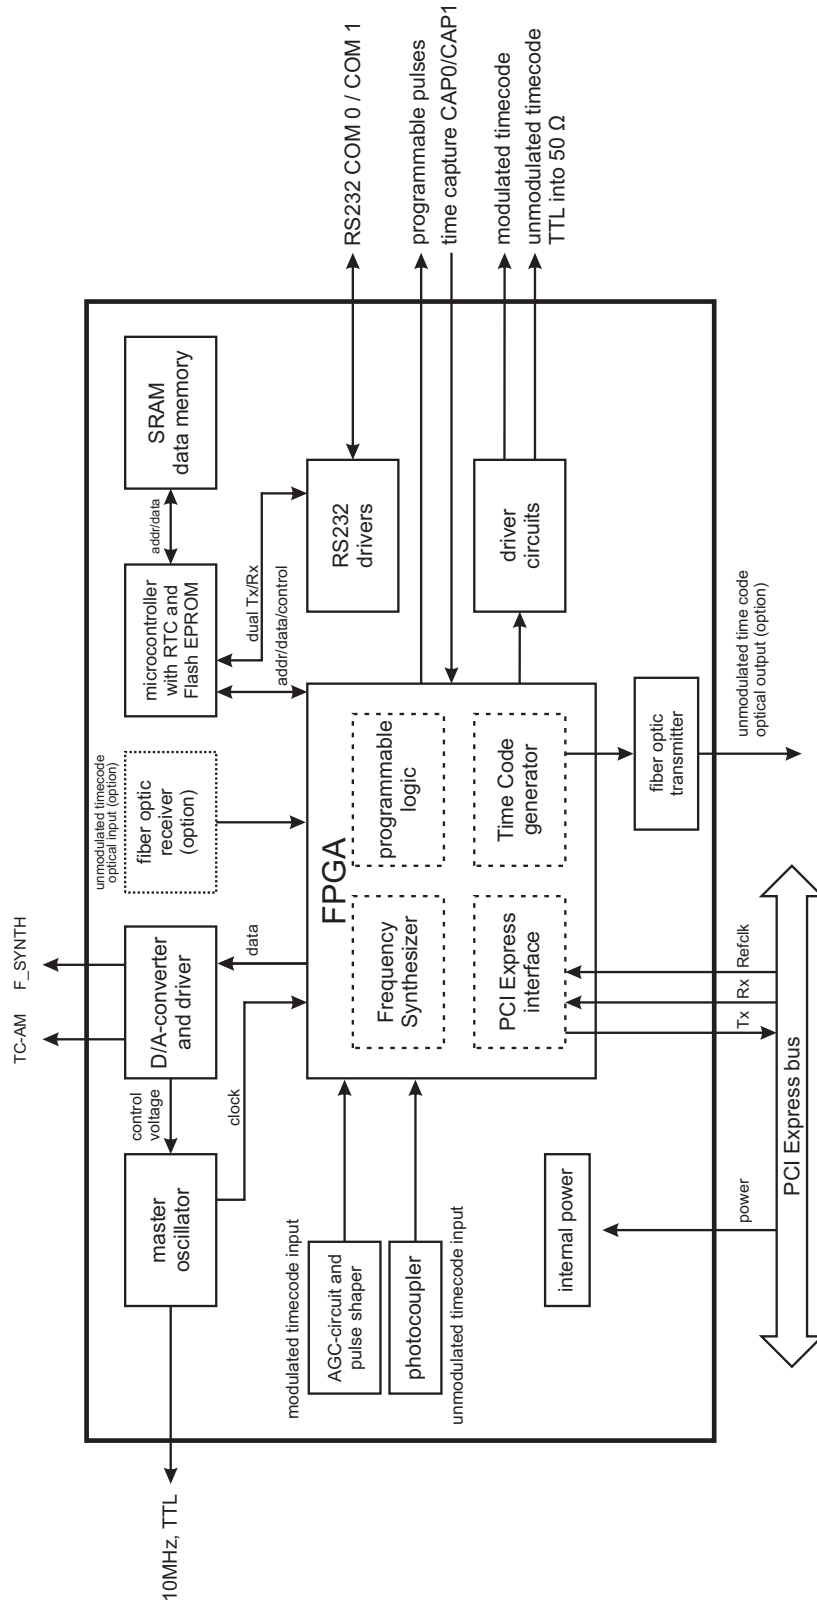 TC-AM
F_SYNTH
10MHz, TTL
master
oscillator
control
voltage
D/A-converter
and driver
unmodulated timecode
optical input (option)
fiber optic
receiver
(option)
microcontroller
with RTC and
Flash EPROM
addr/data
SRAM
data memory
clock
data
dual Tx/Rx
addr/data/control
RS232
drivers
RS232 COM 0 / COM 1
modulated timecode input
AGC-circuit and
pulse shaper
photocoupler
unmodulated timecode input
FPGA
Frequency
Synthesizer
programmable
logic
PCI Express
interface
Time Code
generator
programmable pulses
time capture CAP0/CAP1
driver
circuits
modulated timecode
unmodulated timecode
TTL into 50 Ω
internal power
power
Tx
Rx
Refclk
fiber optic
transmitter
unmodulated time code
optical output (option)
PCI Express bus